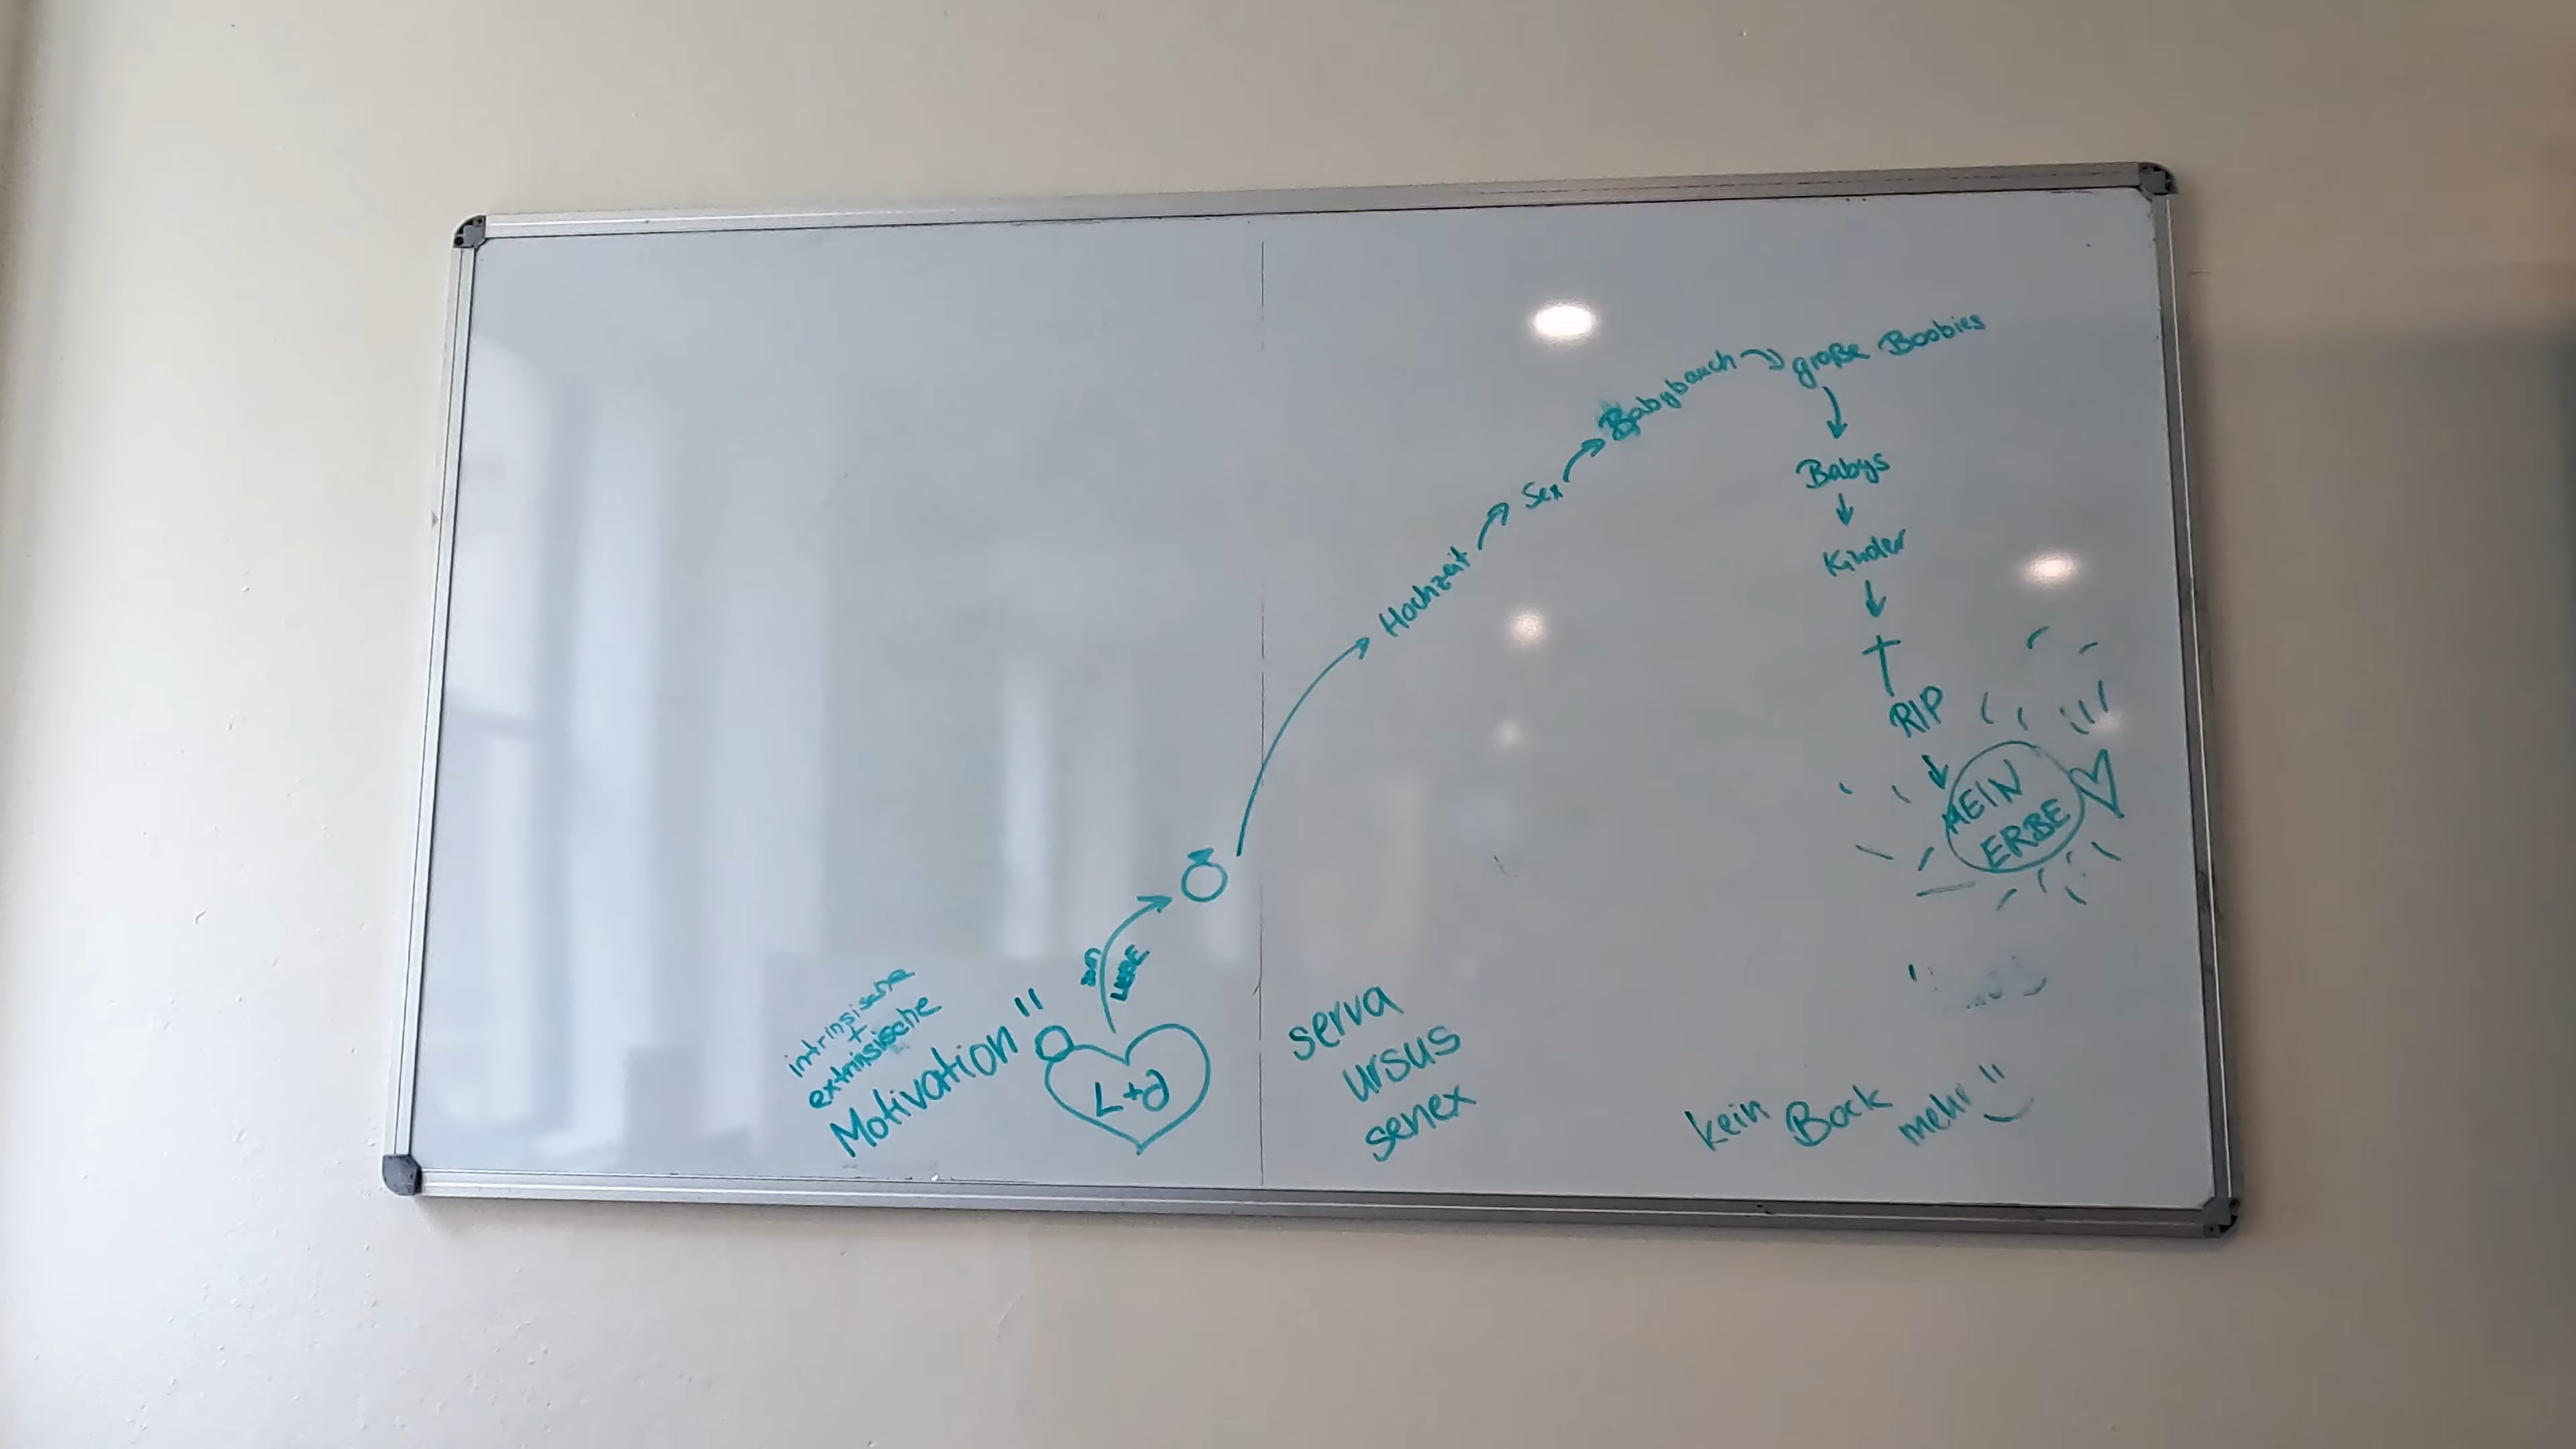 intrinsische
+
extrinsische
Motivation
L+P
LIEBE
Hochzeit
Sex
Babybauch
große Boobies
Babys
Kinder
RIP
MEIN
ERBE
serva
ursus
senex
kein Bock mehr